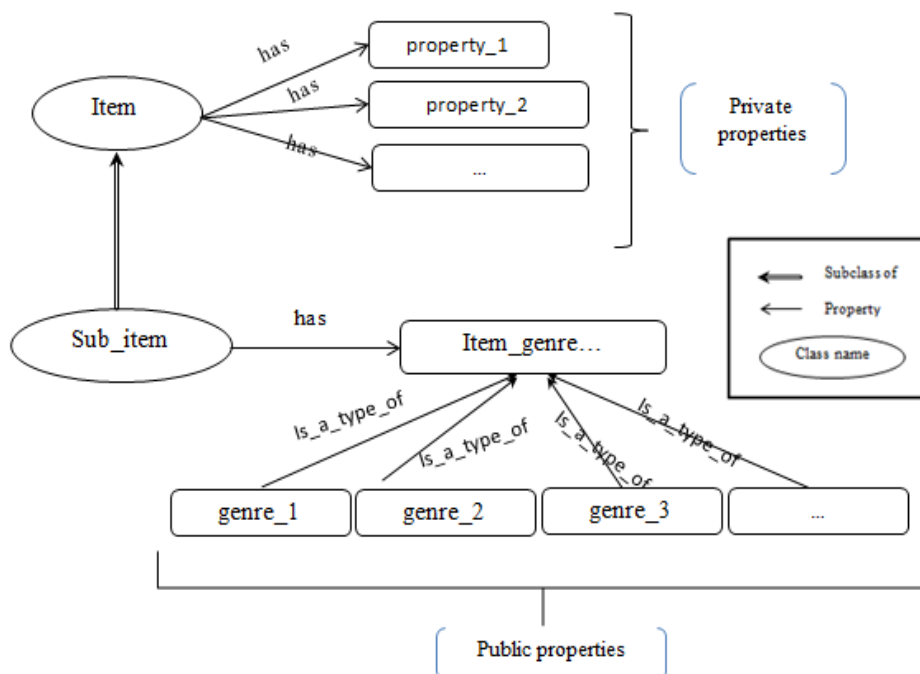 has
property_1
Item
has
property_2
has
...
Private
properties
Subclass of
Property
Class name
Sub_item
has
Item_genre...
Is_a_type_of
Is_a_type_of
Is_a_type_of
Is_a_type_of
genre_1
genre_2
genre_3
...
Public properties